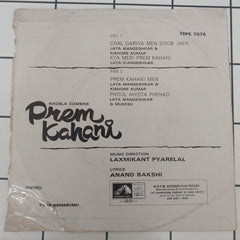 7EPE 7075
SIDE 1
CHAL DARIYA MEN DOOB JAEN
LATA MANGESHKAR &
KISHORE KUMAR
KYA MERI PREM KAHANI
LATA MANGESHKAR
SIDE 2
PREM KAHANI MEN
LATA MANGESHKAR &
KISHORE KUMAR
PHOOL AHISTA PHENKO
LATA MANGESHKAR
& MUKESH
KHOSLA COMBINE
Prem
Kahani
MUSIC DIRECTION
LAXMIKANT PYARELAL
LYRICS
ANAND BAKSHI